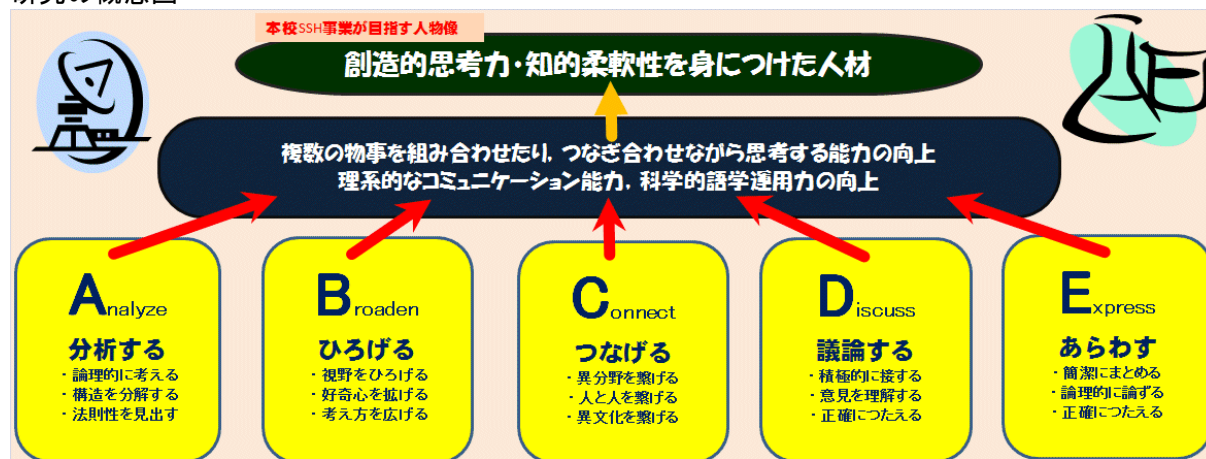 本校SSH事業が目指す人物像
創造的思考力・知的柔軟性を身につけた人材
複数の物事を組み合わせたり，つなぎ合わせながら思考する能力の向上
理系的なコミュニケーション能力，科学的語学運用力の向上
Analyze
分析する
・論理的に考える
・構造を分解する
・法則性を見出す
Broaden
ひろげる
・視野をひろげる
・好奇心を拡げる
・考え方を広げる
Connect
つなげる
・異分野を繋げる
・人と人を繋げる
・異文化を繋げる
Discuss
議論する
・積極的に接する
・意見を理解する
・正確につたえる
Express
あらわす
・簡潔にまとめる
・論理的に論ずる
・正確につたえる